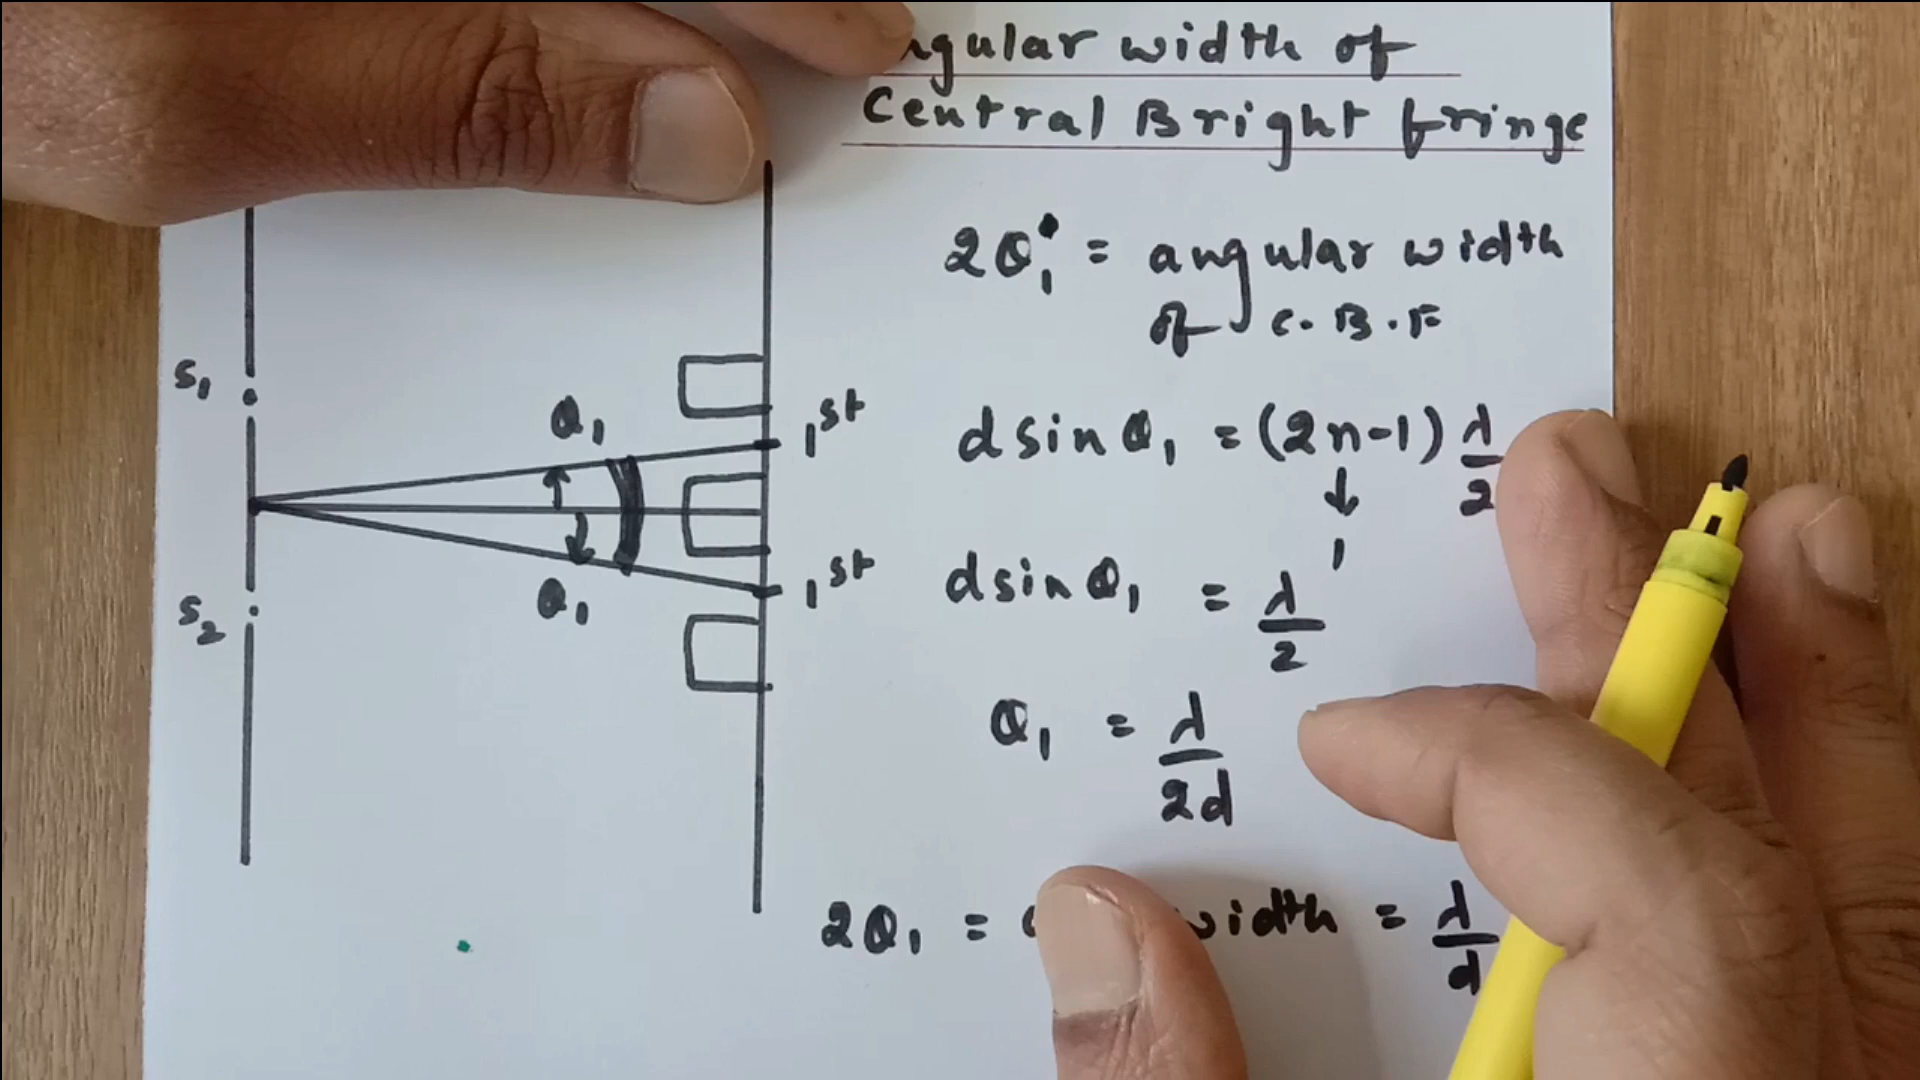 ngular width of
Central Bright fringe
2θ₁ = angular width
of C.B.F
S₁
θ₁
1st
d sin θ₁ = (2n-1) λ/2
↓
1
1st
d sin θ₁ = λ/2
θ₁
S₂
θ₁ = λ/2d
2θ₁ = width = λ/d